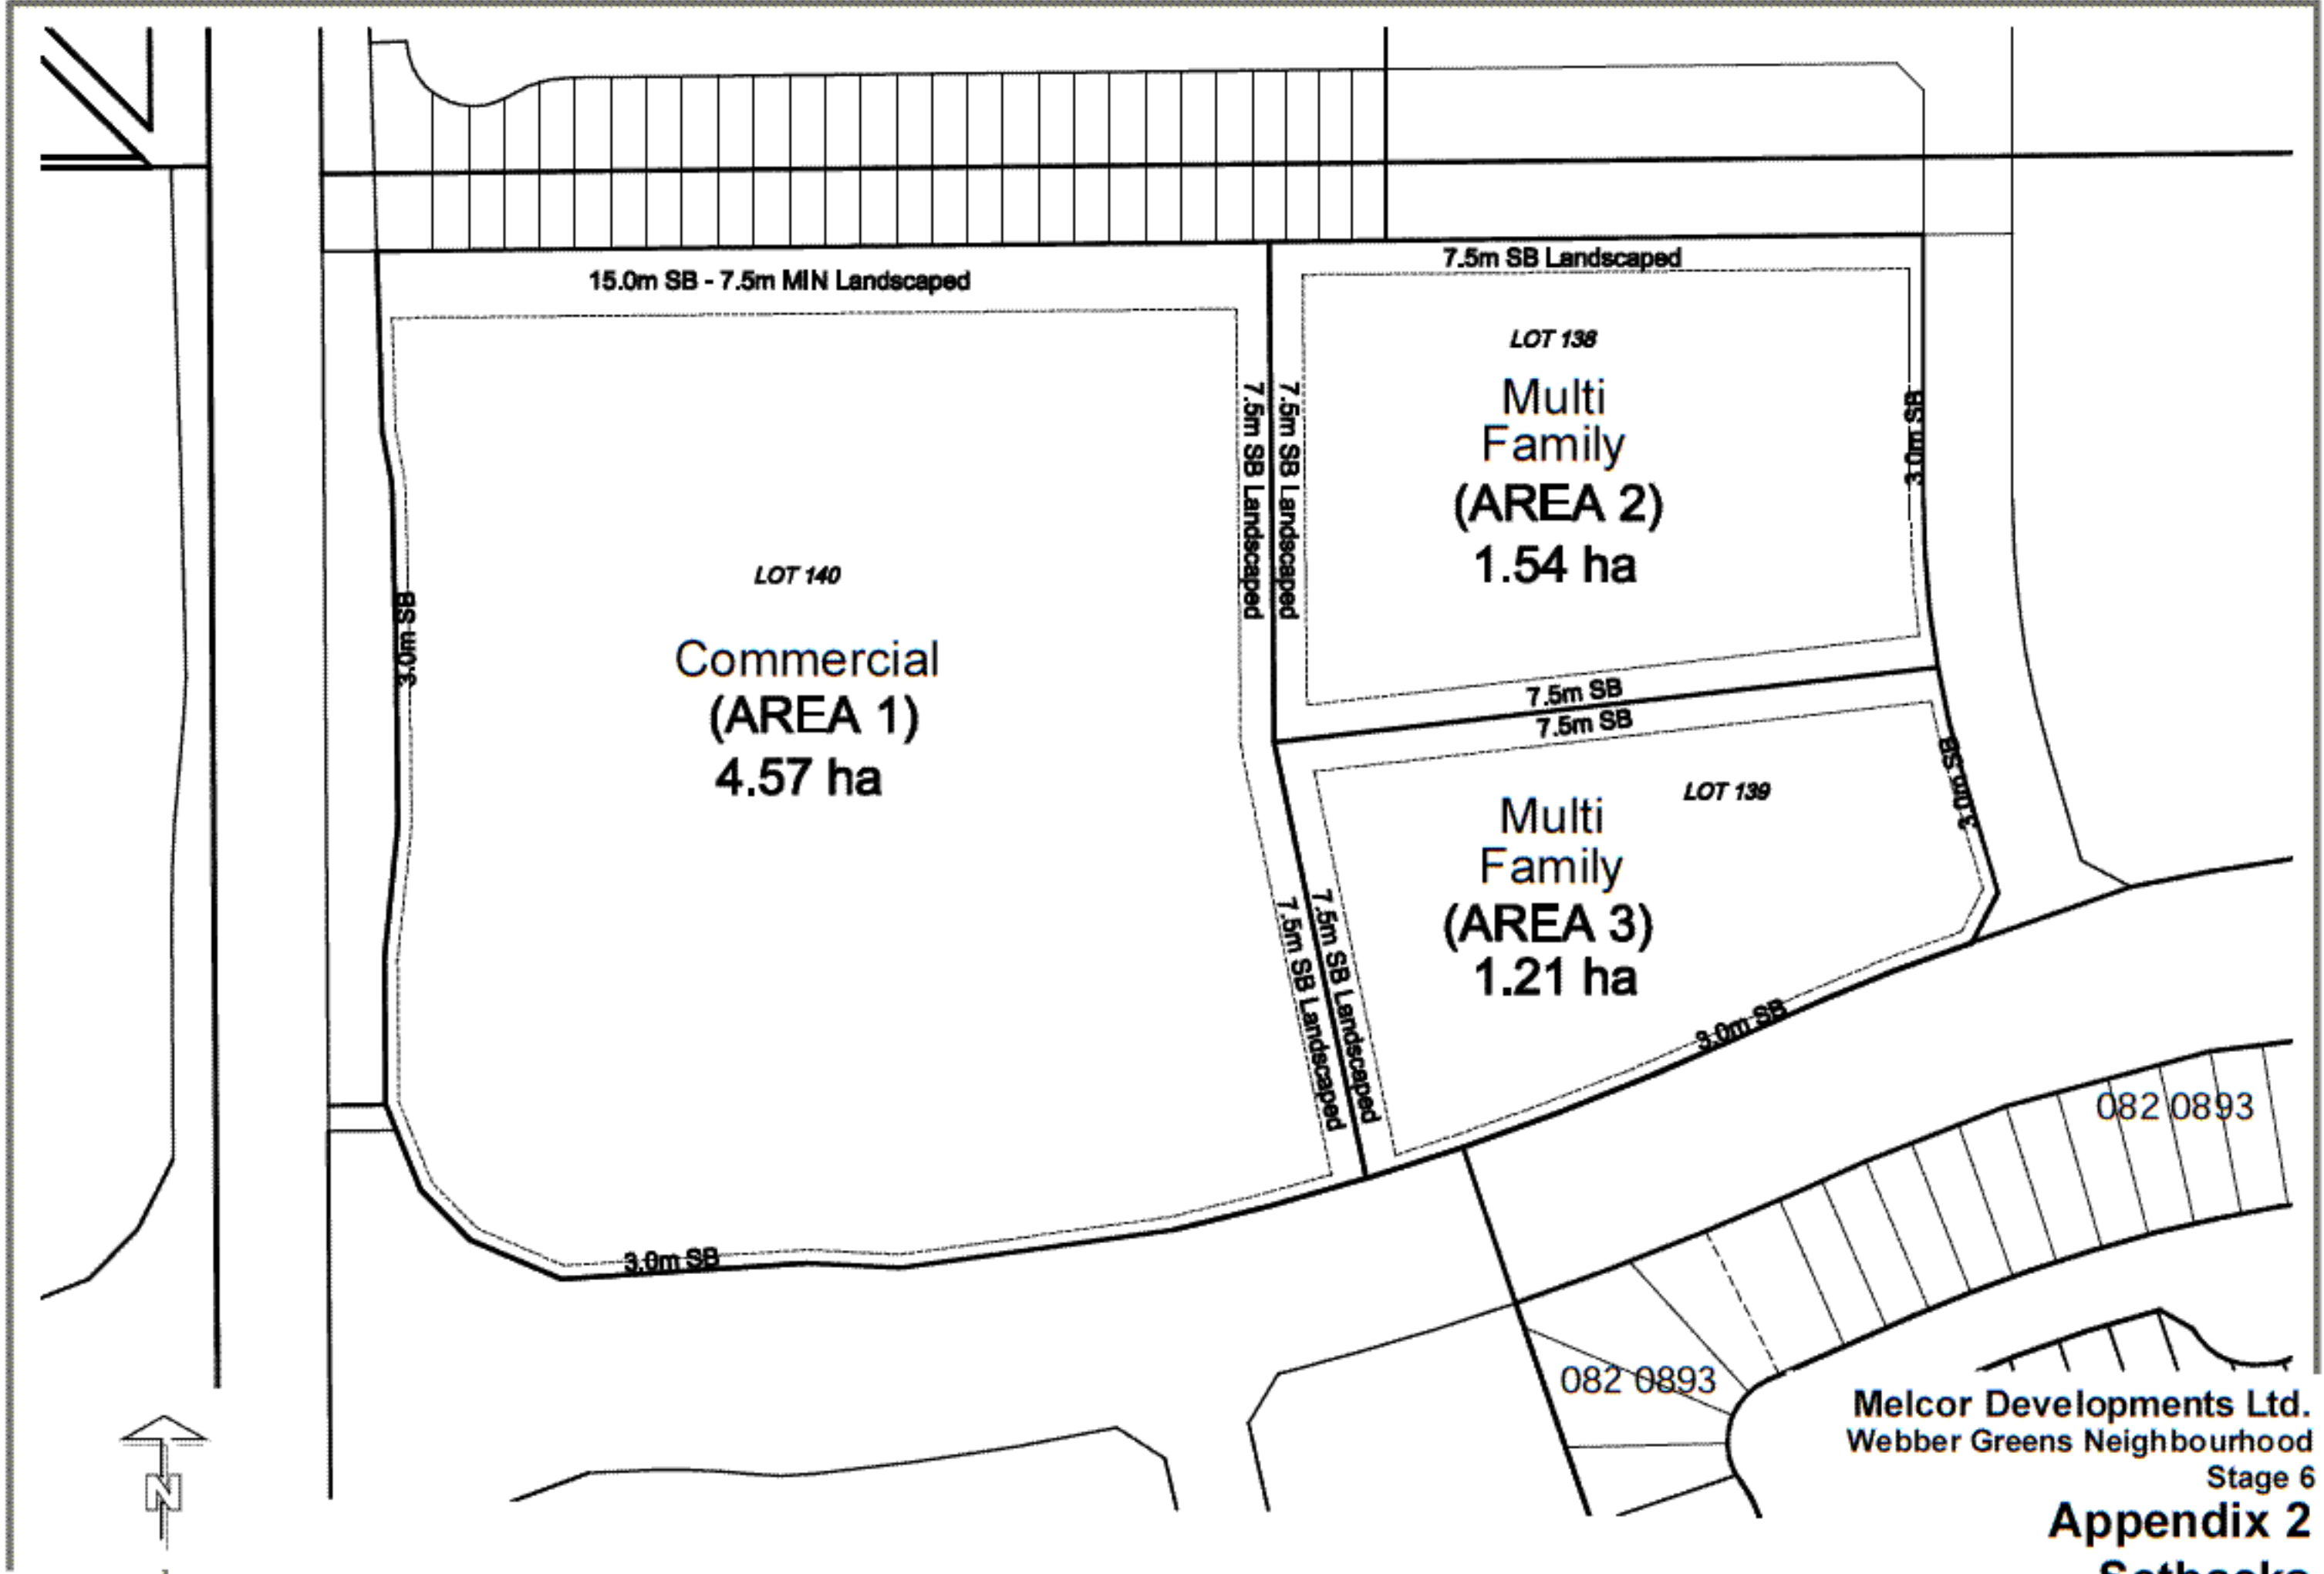 15.0m SB - 7.5m MIN Landscaped
7.5m SB Landscaped
LOT 138
Multi
Family
(AREA 2)
1.54 ha
7.5m SB Landscaped
7.5m SB Landscaped
3.0m SB
LOT 140
Commercial
(AREA 1)
4.57 ha
3.0m SB
7.5m SB
7.5m SB
LOT 139
Multi
Family
(AREA 3)
1.21 ha
3.0m SB
7.5m SB Landscaped
7.5m SB Landscaped
3.0m SB
3.0m SB
082 0893
082 0893
N
Melcor Developments Ltd.
Webber Greens Neighbourhood
Stage 6
Appendix 2
Setbacks